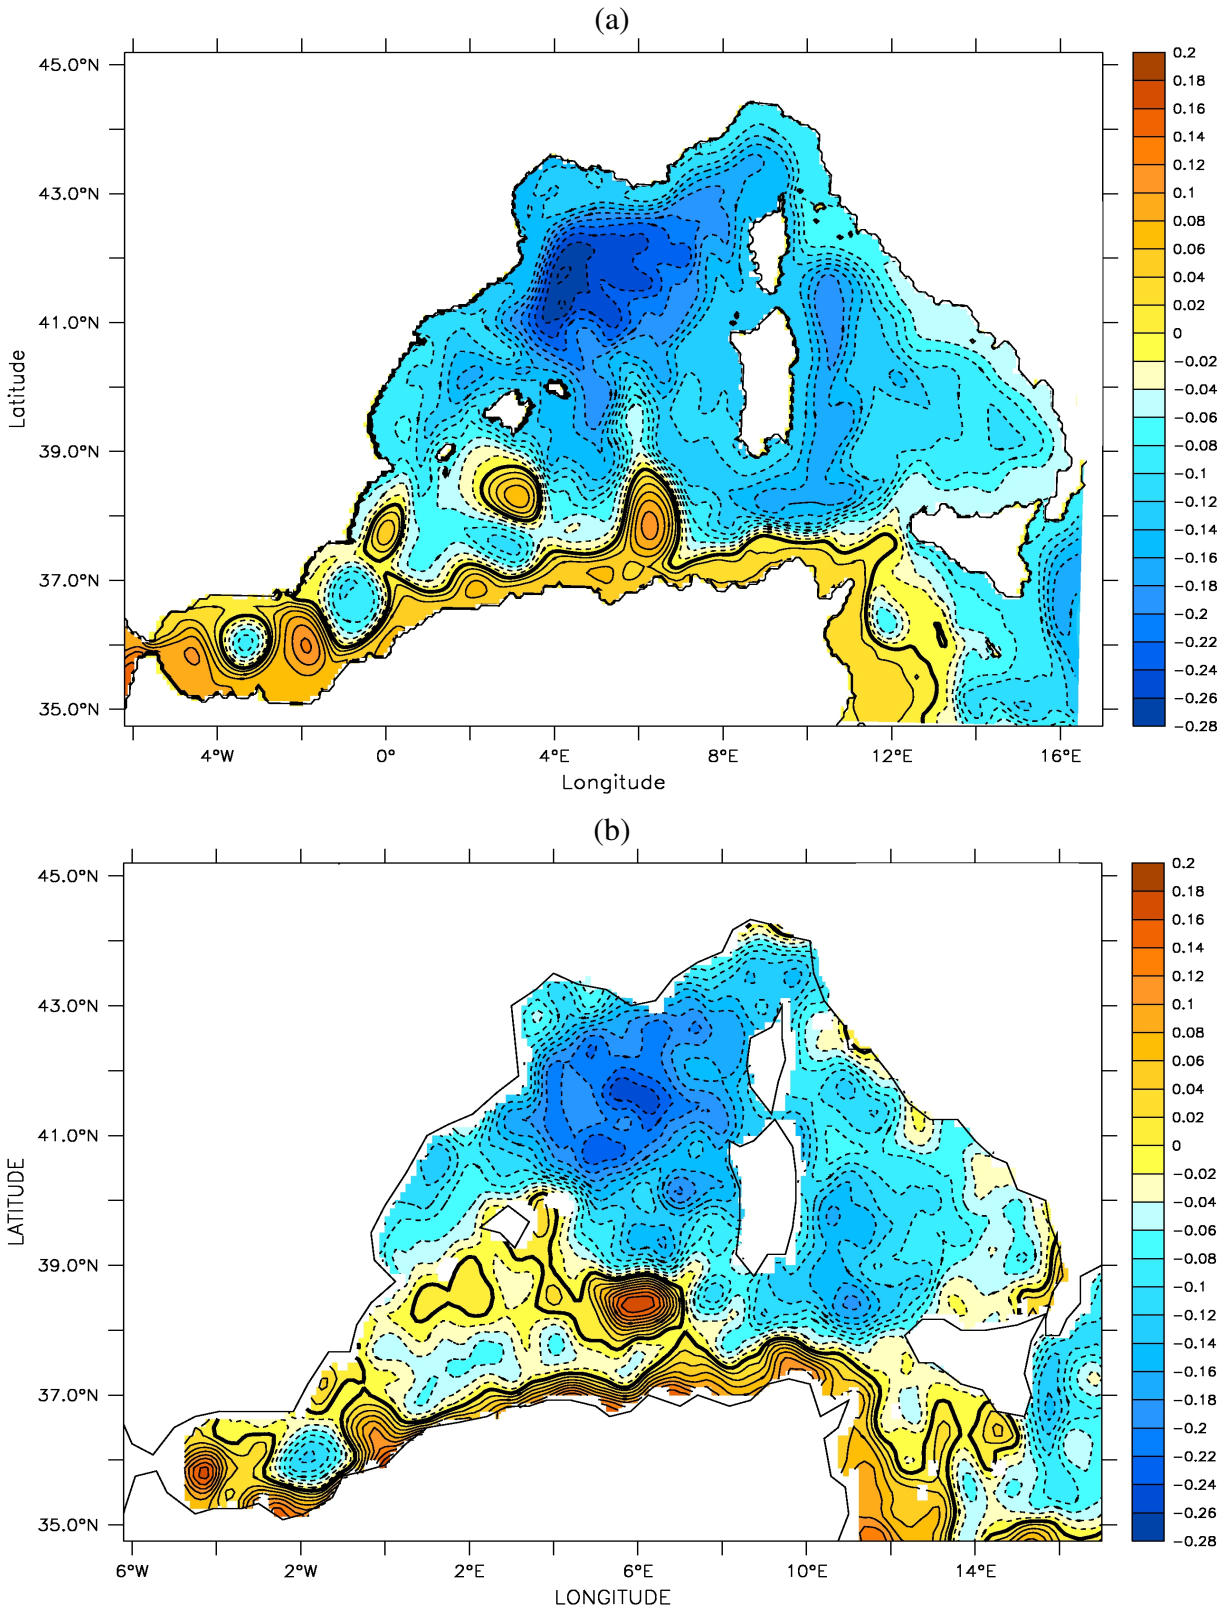 (a)
45.0°N
43.0°N
41.0°N
39.0°N
37.0°N
35.0°N
Latitude
4°W 0° 4°E 8°E 12°E 16°E
Longitude
0.2
0.18
0.16
0.14
0.12
0.1
0.08
0.06
0.04
0.02
0
−0.02
−0.04
−0.06
−0.08
−0.1
−0.12
−0.14
−0.16
−0.18
−0.2
−0.22
−0.24
−0.26
−0.28
(b)
45.0°N
43.0°N
41.0°N
39.0°N
37.0°N
35.0°N
LATITUDE
6°W 2°W 2°E 6°E 10°E 14°E
LONGITUDE
0.2
0.18
0.16
0.14
0.12
0.1
0.08
0.06
0.04
0.02
0
−0.02
−0.04
−0.06
−0.08
−0.1
−0.12
−0.14
−0.16
−0.18
−0.2
−0.22
−0.24
−0.26
−0.28